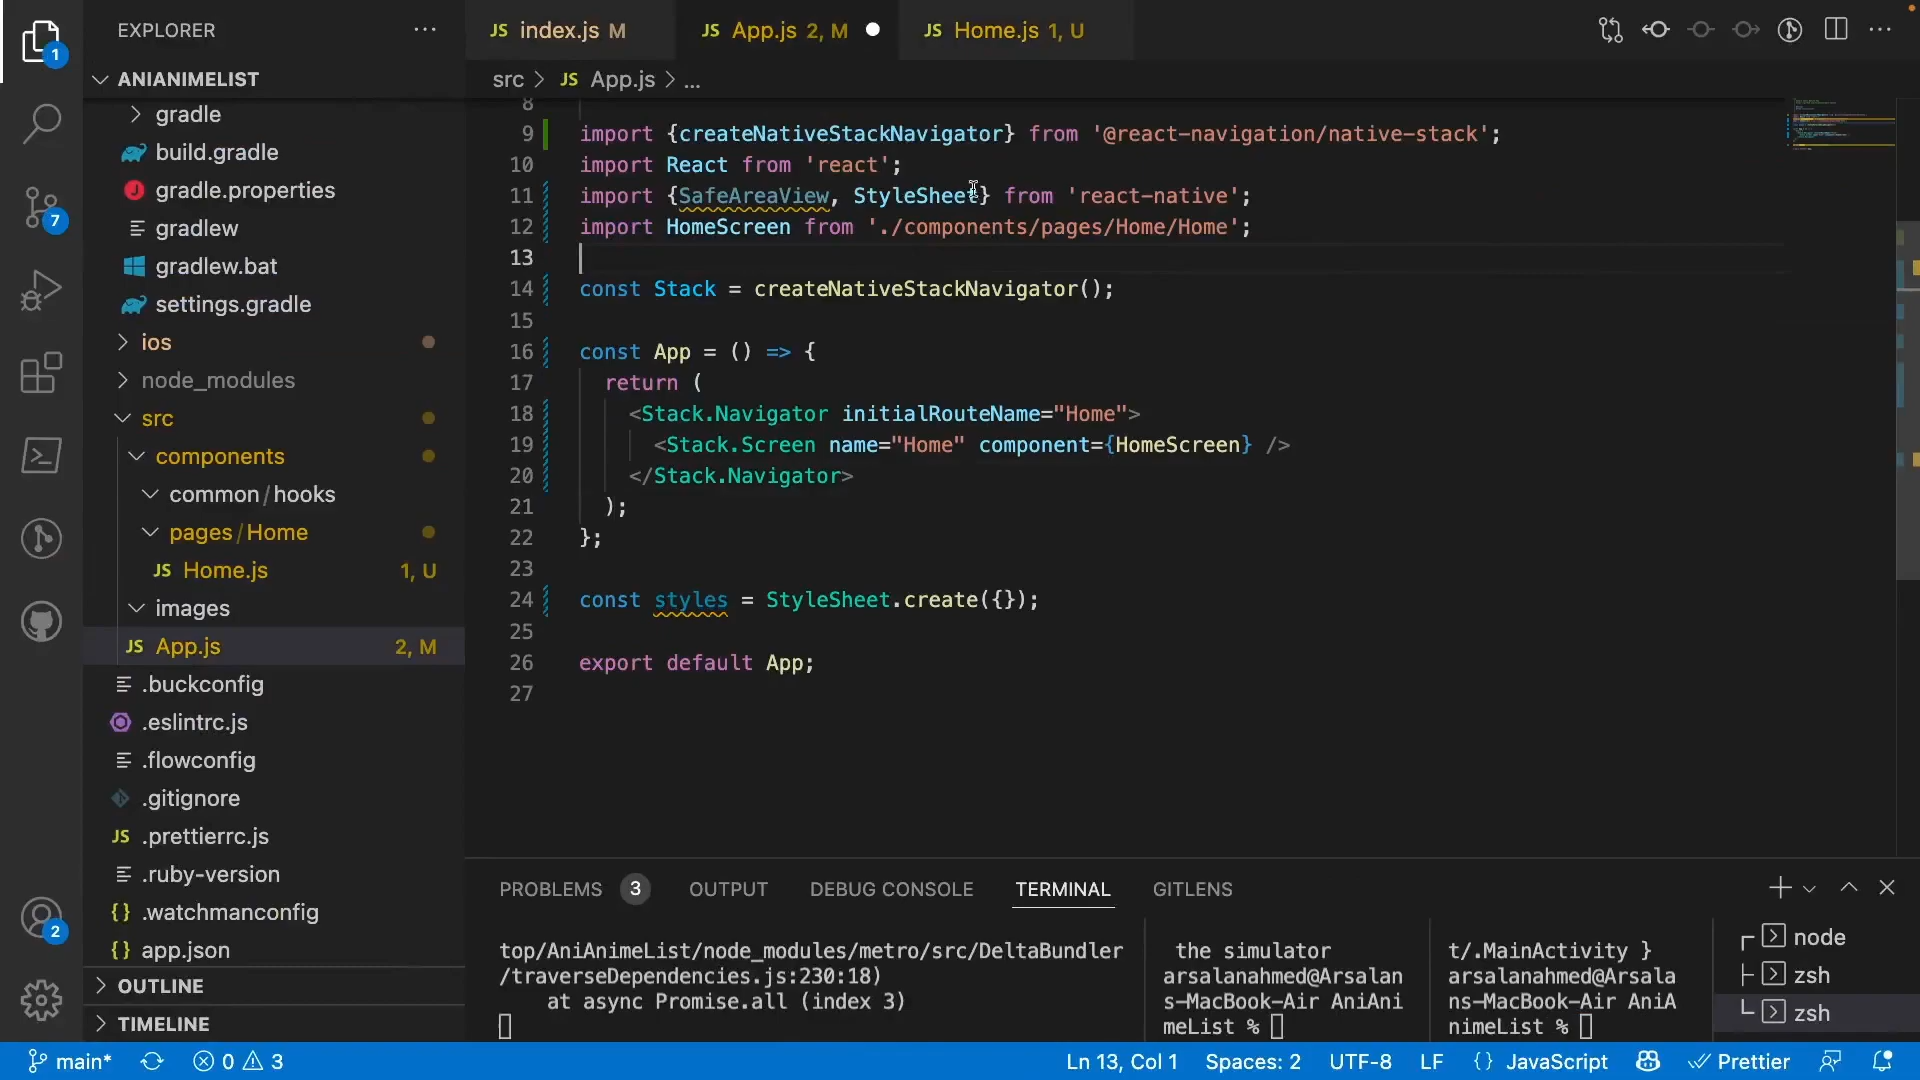 EXPLORER
ANIANIMELIST
gradle
build.gradle
gradle.properties
gradlew
gradlew.bat
settings.gradle
ios
node_modules
src
components
common/hooks
pages/Home
JS Home.js 1, U
images
JS App.js 2, M
.buckconfig
.eslintrc.js
.flowconfig
.gitignore
JS .prettierrc.js
.ruby-version
{} .watchmanconfig
{} app.json
OUTLINE
TIMELINE
1
7
2
JS index.js M
JS App.js 2, M
JS Home.js 1, U
src > JS App.js > ...
8
9 import {createNativeStackNavigator} from '@react-navigation/native-stack';
10 import React from 'react';
11 import {SafeAreaView, StyleSheet} from 'react-native';
12 import HomeScreen from './components/pages/Home/Home';
13
14 const Stack = createNativeStackNavigator();
15
16 const App = () => {
17 return (
18 <Stack.Navigator initialRouteName="Home">
19 <Stack.Screen name="Home" component={HomeScreen} />
20 </Stack.Navigator>
21 );
22 };
23
24 const styles = StyleSheet.create({});
25
26 export default App;
27
PROBLEMS 3 OUTPUT DEBUG CONSOLE TERMINAL GITLENS
top/AniAnimeList/node_modules/metro/src/DeltaBundler
/traverseDependencies.js:230:18)
at async Promise.all (index 3)
the simulator
arsalanahmed@Arsalan
s-MacBook-Air AniAni
meList %
t/.MainActivity }
arsalanahmed@Arsala
ns-MacBook-Air AniA
nimeList %
node
zsh
zsh
main* 0 3 Ln 13, Col 1 Spaces: 2 UTF-8 LF {} JavaScript Prettier